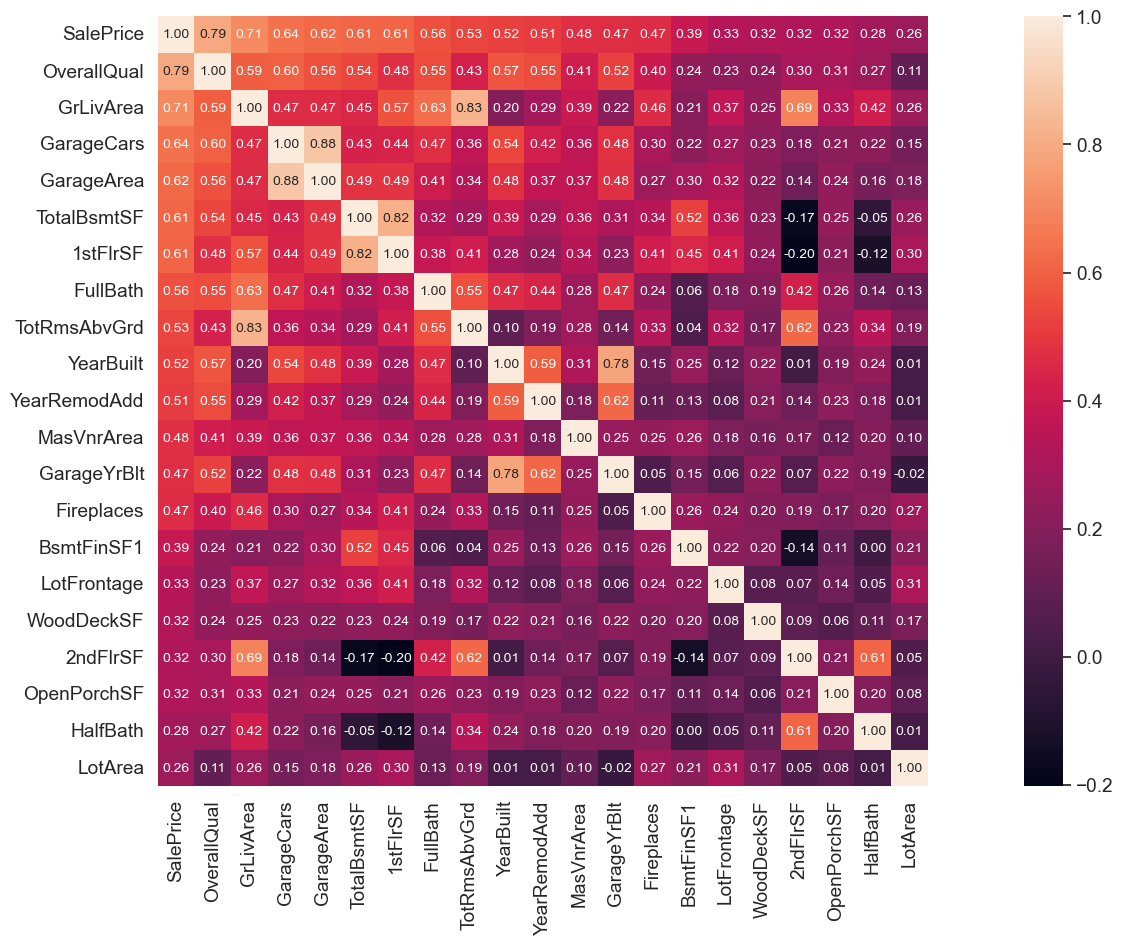 SalePrice 1.00 0.79 0.71 0.64 0.62 0.61 0.61 0.56 0.53 0.52 0.51 0.48 0.47 0.47 0.39 0.33 0.32 0.32 0.32 0.28 0.26
OverallQual 0.79 1.00 0.59 0.60 0.56 0.54 0.48 0.55 0.43 0.57 0.55 0.41 0.52 0.40 0.24 0.23 0.24 0.30 0.31 0.27 0.11
GrLivArea 0.71 0.59 1.00 0.47 0.47 0.45 0.57 0.63 0.83 0.20 0.29 0.39 0.22 0.46 0.21 0.37 0.25 0.69 0.33 0.42 0.26
GarageCars 0.64 0.60 0.47 1.00 0.88 0.43 0.44 0.47 0.36 0.54 0.42 0.36 0.48 0.30 0.22 0.27 0.23 0.18 0.21 0.22 0.15
GarageArea 0.62 0.56 0.47 0.88 1.00 0.49 0.49 0.41 0.34 0.48 0.37 0.37 0.48 0.27 0.30 0.32 0.22 0.14 0.24 0.16 0.18
TotalBsmtSF 0.61 0.54 0.45 0.43 0.49 1.00 0.82 0.32 0.29 0.39 0.29 0.36 0.31 0.34 0.52 0.36 0.23 -0.17 0.25 -0.05 0.26
1stFlrSF 0.61 0.48 0.57 0.44 0.49 0.82 1.00 0.38 0.41 0.28 0.24 0.34 0.23 0.41 0.45 0.41 0.24 -0.20 0.21 -0.12 0.30
FullBath 0.56 0.55 0.63 0.47 0.41 0.32 0.38 1.00 0.55 0.47 0.44 0.28 0.47 0.24 0.06 0.18 0.19 0.42 0.26 0.14 0.13
TotRmsAbvGrd 0.53 0.43 0.83 0.36 0.34 0.29 0.41 0.55 1.00 0.10 0.19 0.28 0.14 0.33 0.04 0.32 0.17 0.62 0.23 0.34 0.19
YearBuilt 0.52 0.57 0.20 0.54 0.48 0.39 0.28 0.47 0.10 1.00 0.59 0.31 0.78 0.15 0.25 0.12 0.22 0.01 0.19 0.24 0.01
YearRemodAdd 0.51 0.55 0.29 0.42 0.37 0.29 0.24 0.44 0.19 0.59 1.00 0.18 0.62 0.11 0.13 0.08 0.21 0.14 0.23 0.18 0.01
MasVnrArea 0.48 0.41 0.39 0.36 0.37 0.36 0.34 0.28 0.28 0.31 0.18 1.00 0.25 0.25 0.26 0.18 0.16 0.17 0.12 0.20 0.10
GarageYrBlt 0.47 0.52 0.22 0.48 0.48 0.31 0.23 0.47 0.14 0.78 0.62 0.25 1.00 0.05 0.15 0.06 0.22 0.07 0.22 0.19 -0.02
Fireplaces 0.47 0.40 0.46 0.30 0.27 0.34 0.41 0.24 0.33 0.15 0.11 0.25 0.05 1.00 0.26 0.24 0.20 0.19 0.17 0.20 0.27
BsmtFinSF1 0.39 0.24 0.21 0.22 0.30 0.52 0.45 0.06 0.04 0.25 0.13 0.26 0.15 0.26 1.00 0.22 0.20 -0.14 0.11 0.00 0.21
LotFrontage 0.33 0.23 0.37 0.27 0.32 0.36 0.41 0.18 0.32 0.12 0.08 0.18 0.06 0.24 0.22 1.00 0.08 0.07 0.14 0.05 0.31
WoodDeckSF 0.32 0.24 0.25 0.23 0.22 0.23 0.24 0.19 0.17 0.22 0.21 0.16 0.22 0.20 0.20 0.08 1.00 0.09 0.06 0.11 0.17
2ndFlrSF 0.32 0.30 0.69 0.18 0.14 -0.17 -0.20 0.42 0.62 0.01 0.14 0.17 0.07 0.19 -0.14 0.07 0.09 1.00 0.21 0.61 0.05
OpenPorchSF 0.32 0.31 0.33 0.21 0.24 0.25 0.21 0.26 0.23 0.19 0.23 0.12 0.22 0.17 0.11 0.14 0.06 0.21 1.00 0.20 0.08
HalfBath 0.28 0.27 0.42 0.22 0.16 -0.05 -0.12 0.14 0.34 0.24 0.18 0.20 0.19 0.20 0.00 0.05 0.11 0.61 0.20 1.00 0.01
LotArea 0.26 0.11 0.26 0.15 0.18 0.26 0.30 0.13 0.19 0.01 0.01 0.10 -0.02 0.27 0.21 0.31 0.17 0.05 0.08 0.01 1.00
SalePrice
OverallQual
GrLivArea
GarageCars
GarageArea
TotalBsmtSF
1stFlrSF
FullBath
TotRmsAbvGrd
YearBuilt
YearRemodAdd
MasVnrArea
GarageYrBlt
Fireplaces
BsmtFinSF1
LotFrontage
WoodDeckSF
2ndFlrSF
OpenPorchSF
HalfBath
LotArea
1.0
0.8
0.6
0.4
0.2
0.0
−0.2